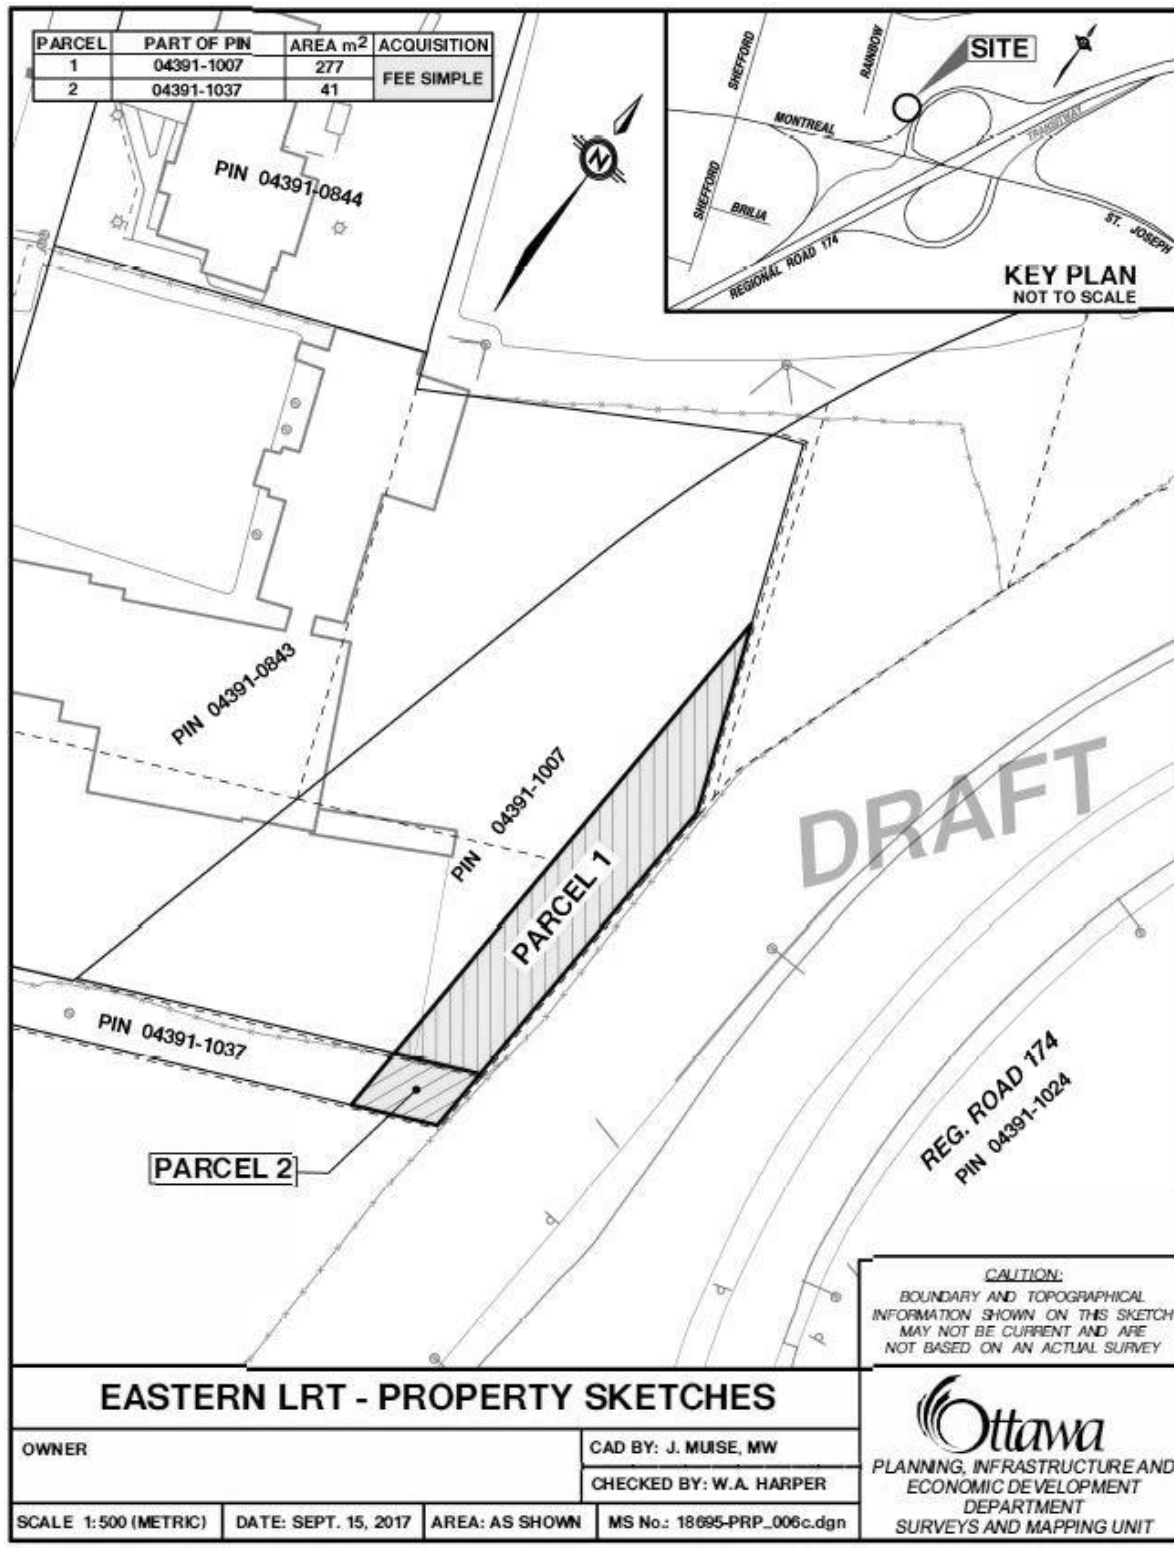 PARCEL PART OF PIN AREA m² ACQUISITION
1 04391-1007 277 FEE SIMPLE
2 04391-1037 41
SITE
SHEFFORD
RAINBOW
MONTREAL
TRANSITWAY
SHEFFORD
BRILIA
ST. JOSEPH
REGIONAL ROAD 174
KEY PLAN
NOT TO SCALE
N
PIN 04391-0844
PIN 04391-0843
PIN 04391-1007
PARCEL 1
DRAFT
PIN 04391-1037
PARCEL 2
REG. ROAD 174
PIN 04391-1024
CAUTION:
BOUNDARY AND TOPOGRAPHICAL
INFORMATION SHOWN ON THIS SKETCH
MAY NOT BE CURRENT AND ARE
NOT BASED ON AN ACTUAL SURVEY
EASTERN LRT - PROPERTY SKETCHES
OWNER
CAD BY: J. MUISE, MW
CHECKED BY: W.A. HARPER
SCALE 1:500 (METRIC) DATE: SEPT. 15, 2017 AREA: AS SHOWN MS No.: 18695-PRP_006c.dgn
Ottawa
PLANNING, INFRASTRUCTURE AND
ECONOMIC DEVELOPMENT
DEPARTMENT
SURVEYS AND MAPPING UNIT